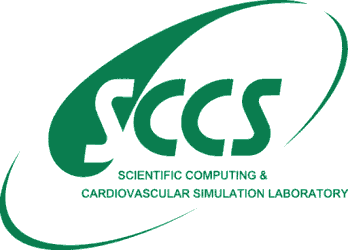 SCCS
SCIENTIFIC COMPUTING &
CARDIOVASCULAR SIMULATION LABORATORY